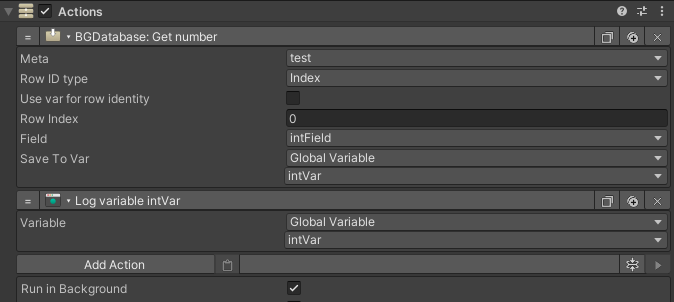 Actions
= BGDatabase: Get number
Meta test
Row ID type Index
Use var for row identity
Row Index 0
Field intField
Save To Var Global Variable
intVar
= Log variable intVar
Variable Global Variable
intVar
Add Action
Run in Background